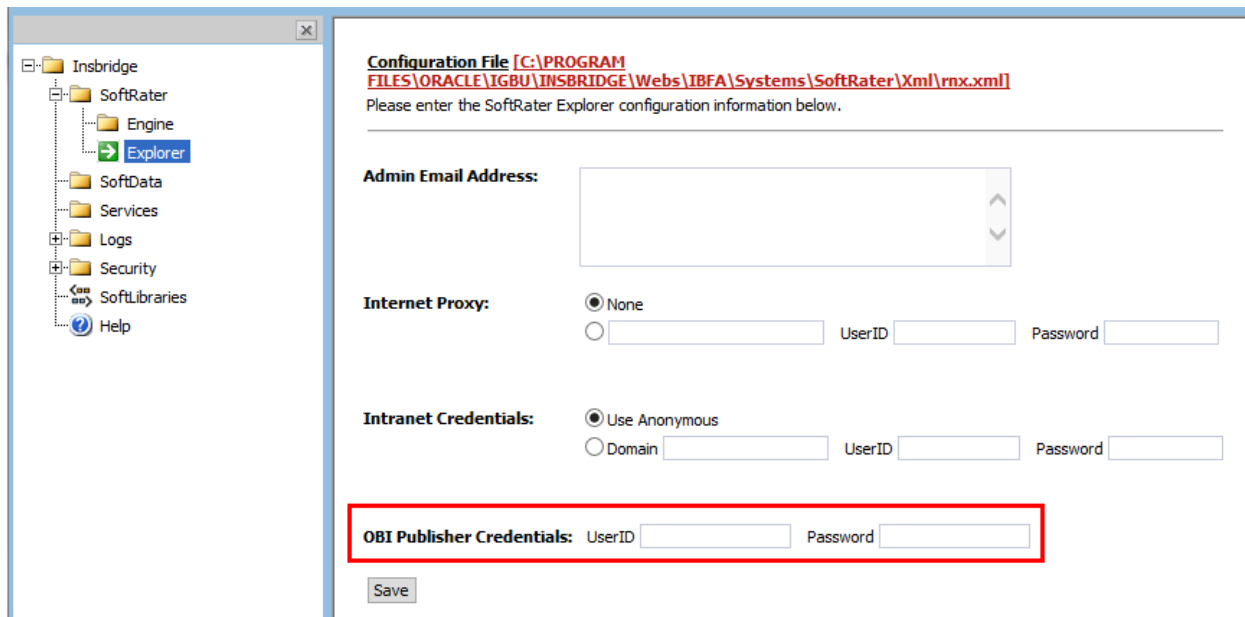 Insbridge
SoftRater
Engine
Explorer
SoftData
Services
Logs
Security
SoftLibraries
Help
Configuration File [C:\PROGRAM
FILES\ORACLE\IGBU\INSBRIDGE\Webs\IBFA\Systems\SoftRater\Xml\rnx.xml]
Please enter the SoftRater Explorer configuration information below.
Admin Email Address:
Internet Proxy: None
UserID Password
Intranet Credentials: Use Anonymous
Domain UserID Password
OBI Publisher Credentials: UserID Password
Save